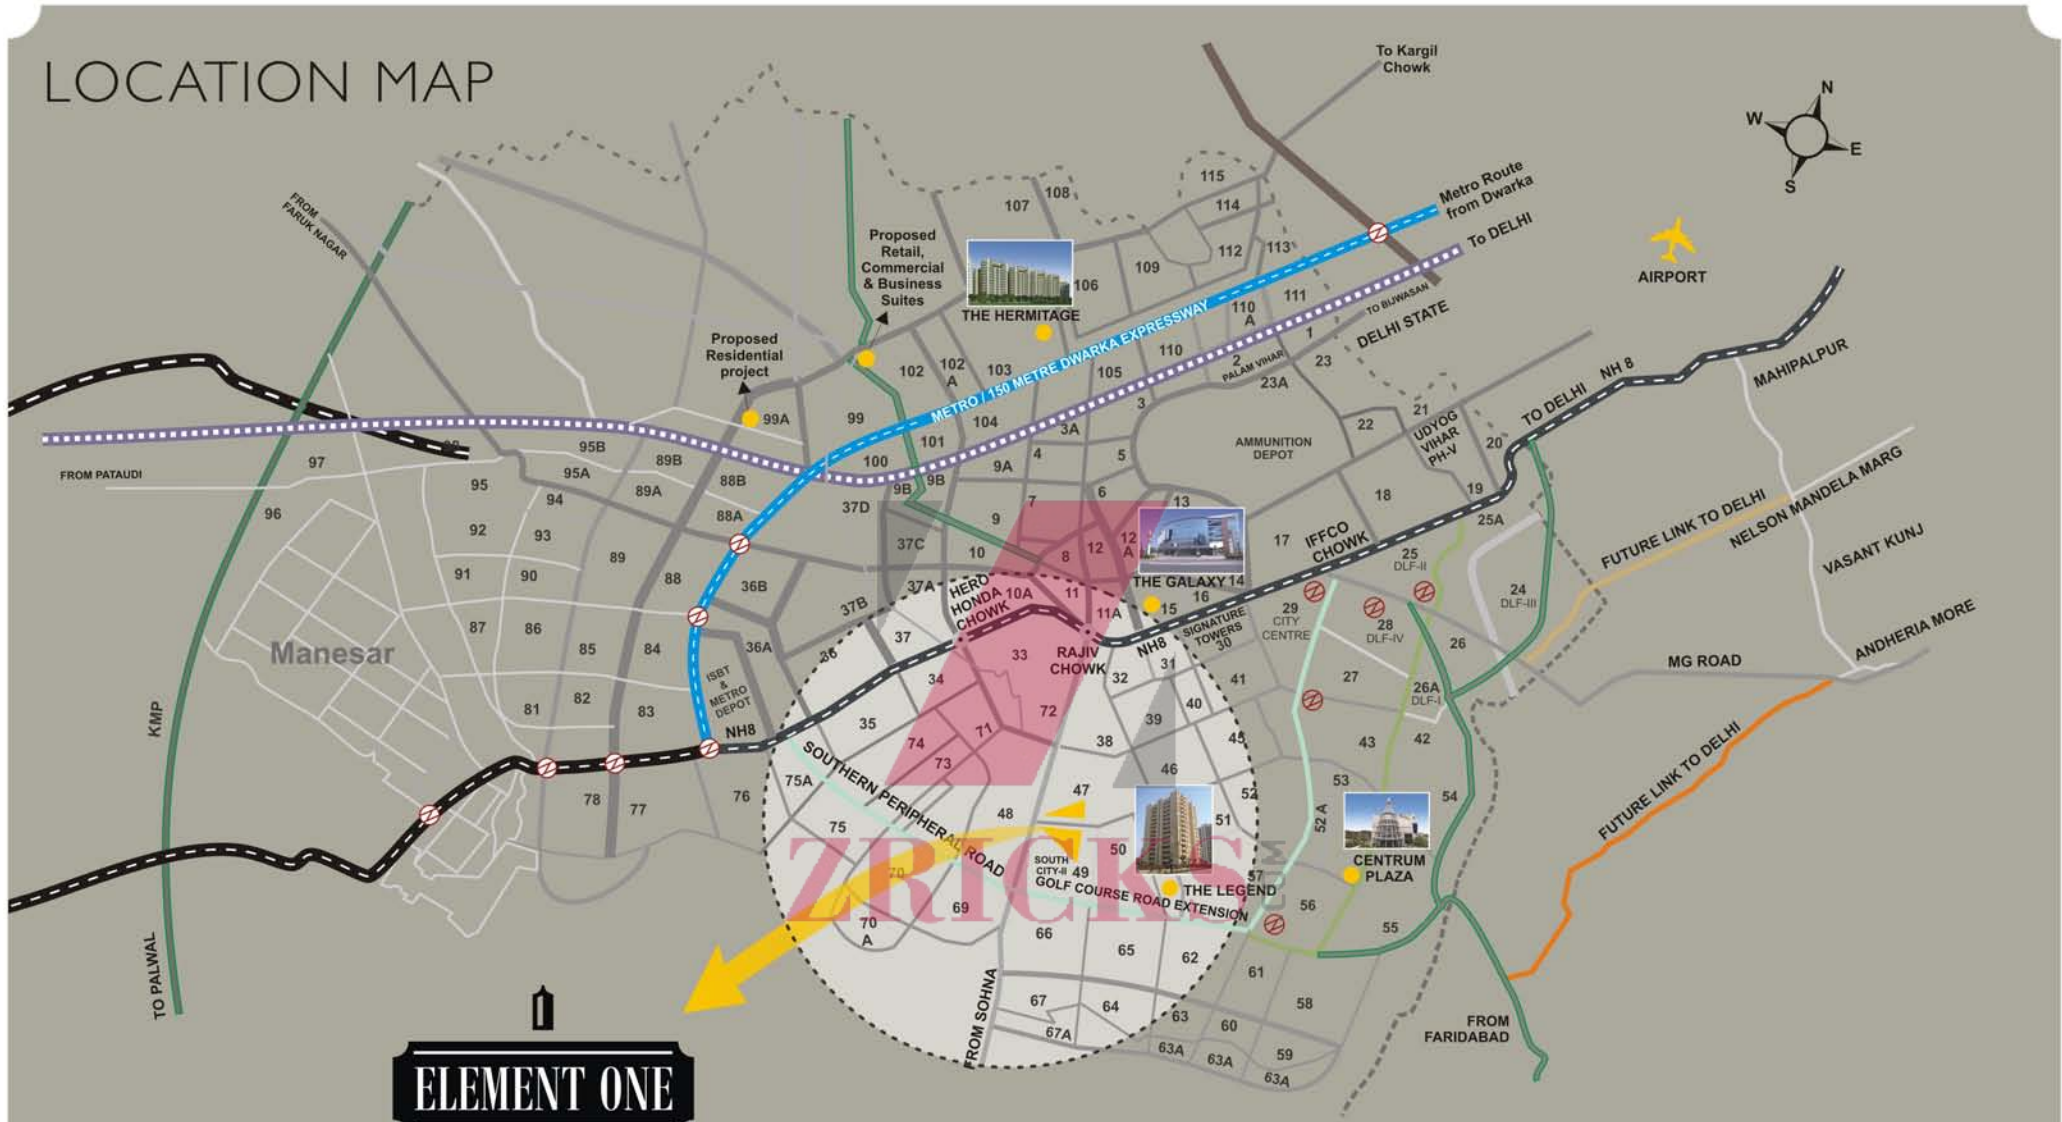 LOCATION MAP
To Kargil
Chowk
N
W
E
S
Metro Route
from Dwarka
To DELHI
AIRPORT
FROM
FARUK NAGAR
Proposed
Retail,
Commercial
& Business
Suites
THE HERMITAGE
Proposed
Residential
project
115
108
107
114
112
113
109
106
111
110
A
TO BIJWASAN
DELHI STATE
METRO / 150 METRE DWARKA EXPRESSWAY
1
2
PALAM VIHAR
23
23A
110
105
103
102
A
102
99A
99
104
101
100
3
3A
4
5
9A
9B
9B
AMMUNITION
DEPOT
22
21
UDYOG
VIHAR
PH-V
20
TO DELHI
NH 8
MAHIPALPUR
FUTURE LINK TO DELHI
NELSON MANDELA MARG
VASANT KUNJ
ANDHERIA MORE
MG ROAD
FROM PATAUDI
97
98
95B
95A
89B
89A
88B
88A
95
94
96
92
93
91
90
89
88
87
86
85
84
82
81
83
Manesar
KMP
TO PALWAL
37D
37C
37A
37B
37
36B
36A
36
ISBT
&
METRO
DEPOT
NH8
7
6
9
10
8
12
12
A
13
THE GALAXY
14
15
16
17
18
19
25A
IFFCO
CHOWK
25
DLF-II
24
DLF-III
29
CITY
CENTRE
28
DLF-IV
26
26A
DLF-I
27
SIGNATURE
TOWERS
30
HERO
HONDA
CHOWK
10A
11
11A
RAJIV
CHOWK
NH8
33
34
35
31
32
41
40
39
38
72
71
74
73
45
46
47
48
43
42
53
54
52
52 A
51
50
49
SOUTH
CITY-II
78
77
76
75A
75
70
70
A
69
SOUTHERN PERIPHERAL ROAD
GOLF COURSE ROAD EXTENSION
THE LEGEND
57
CENTRUM
PLAZA
56
55
66
65
62
61
58
67
67A
64
63
60
59
63A
63A
63A
FROM SOHNA
FROM
FARIDABAD
FUTURE LINK TO DELHI
ZRICKS
.COM
ELEMENT ONE